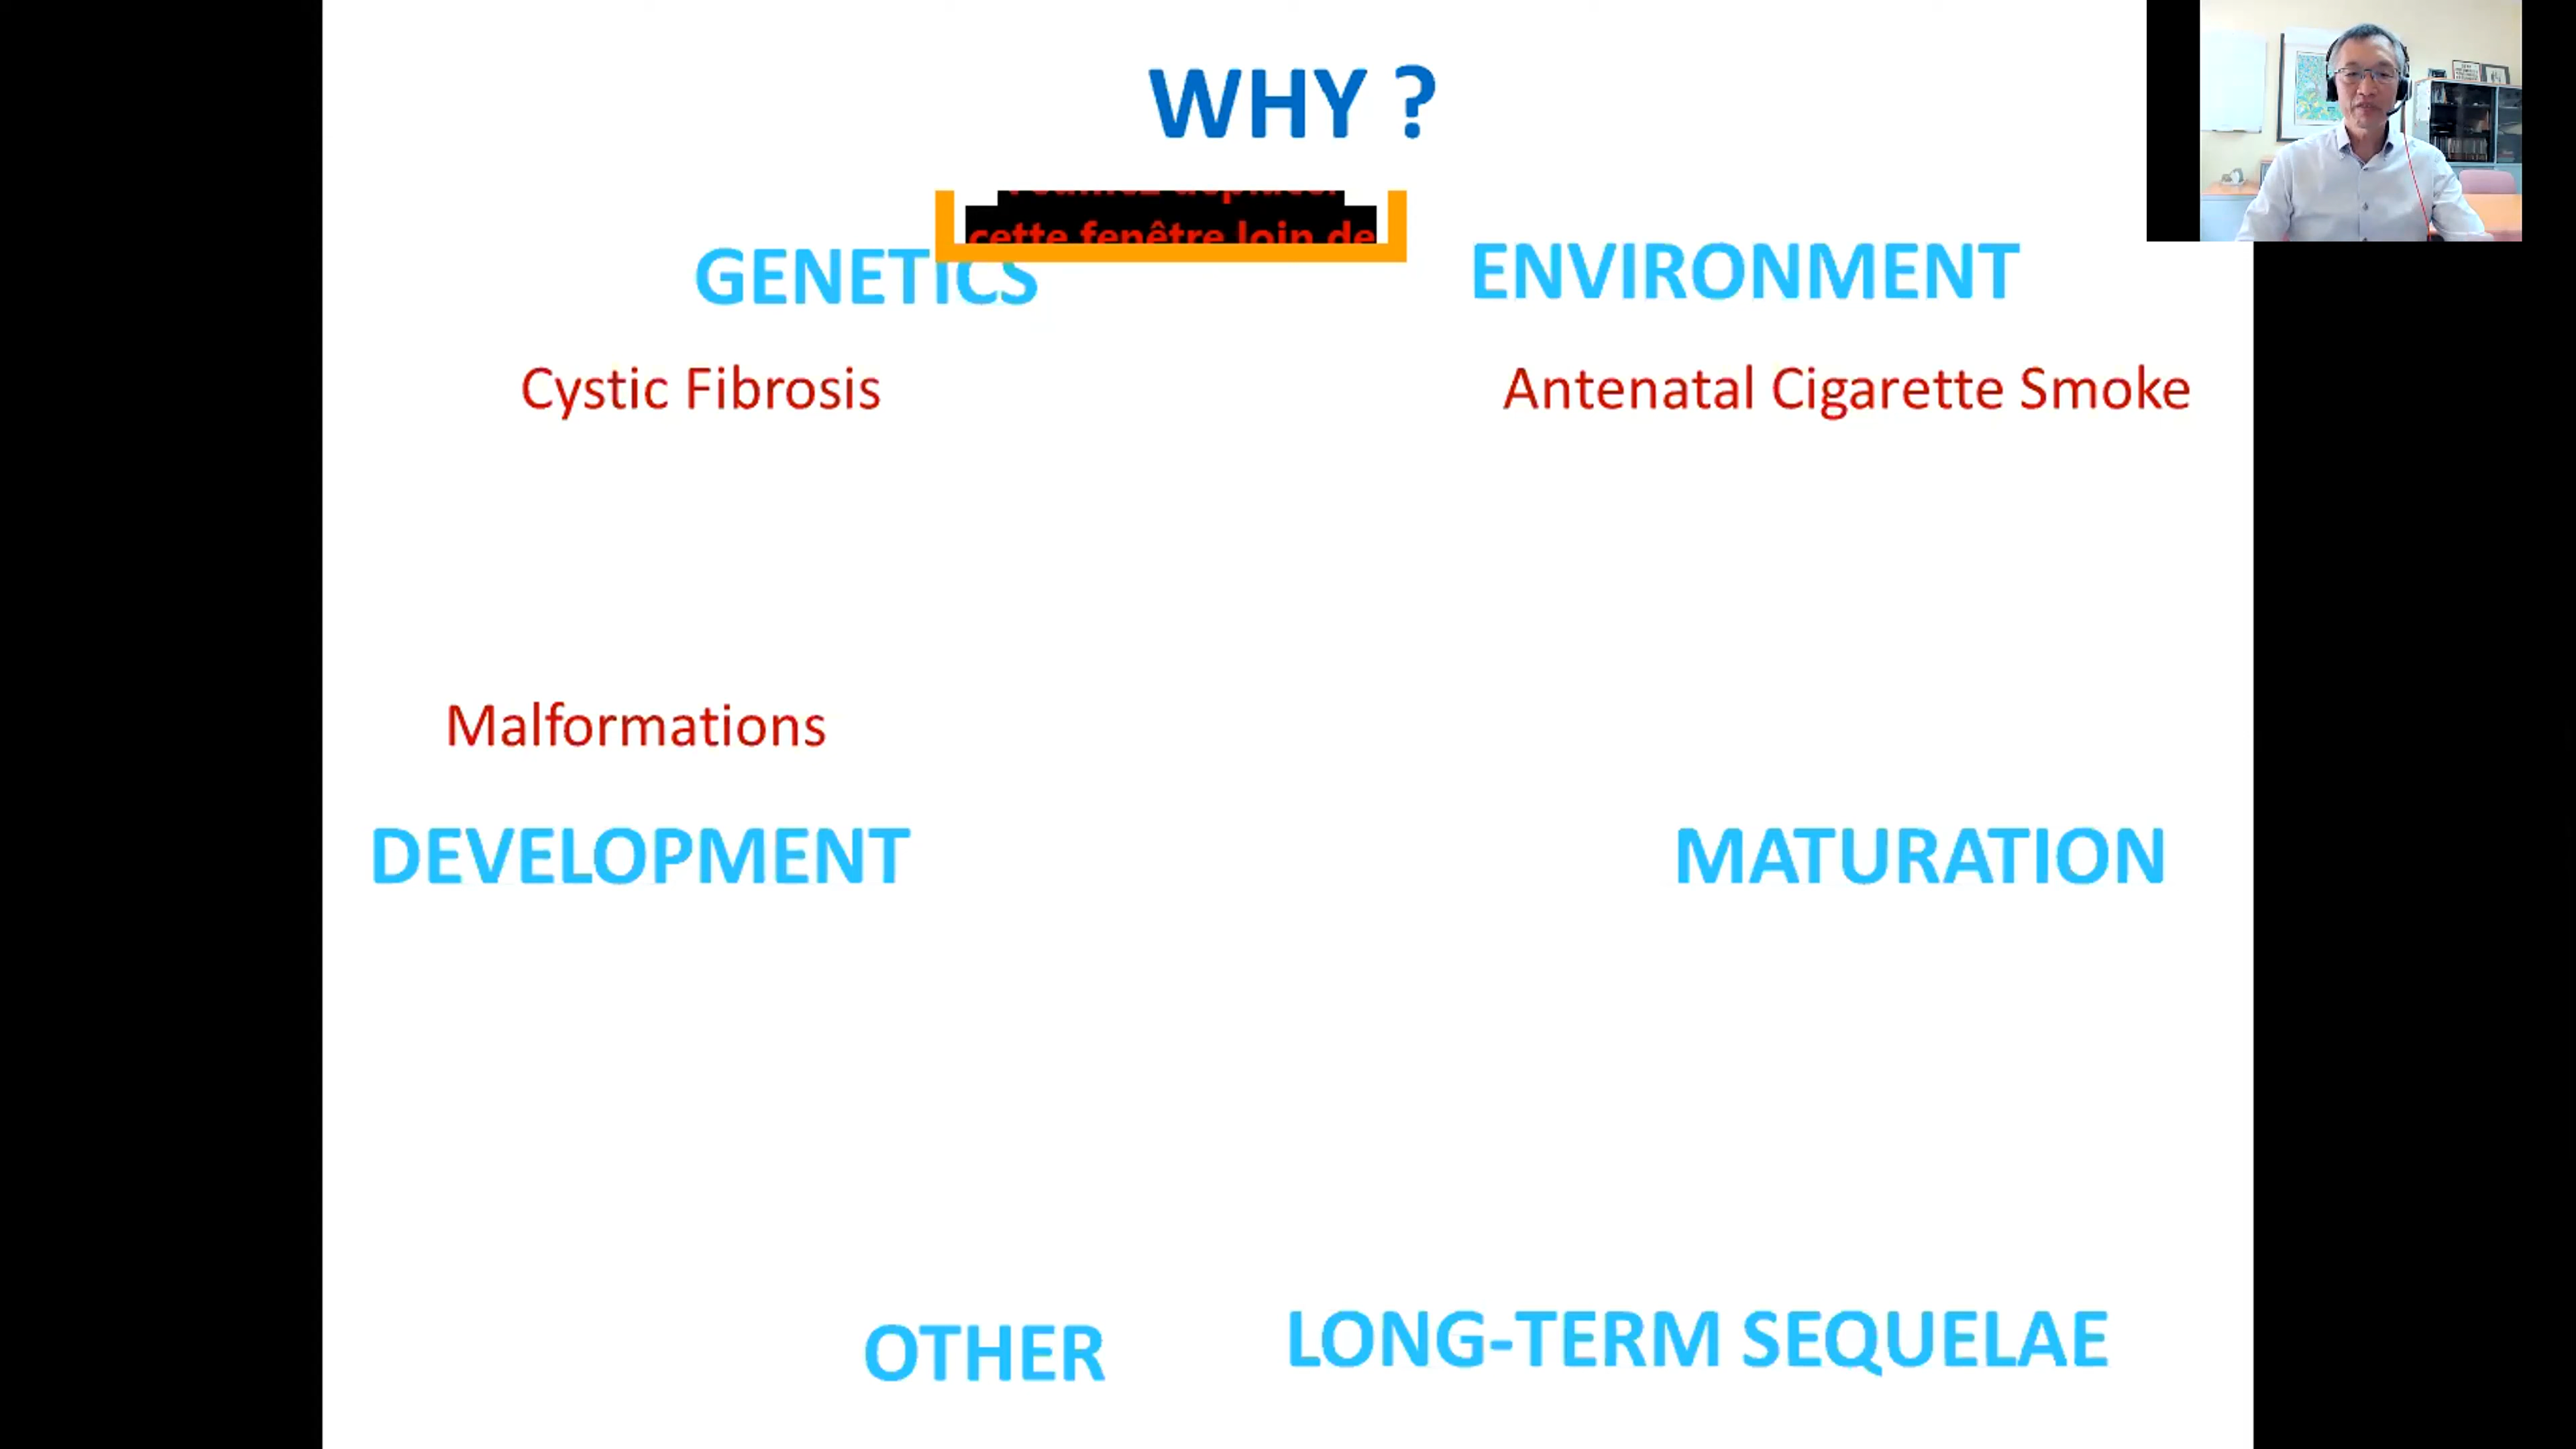 WHY ?
cette fenêtre loin de
GENETICS
ENVIRONMENT
Cystic Fibrosis
Antenatal Cigarette Smoke
Malformations
DEVELOPMENT
MATURATION
OTHER
LONG-TERM SEQUELAE